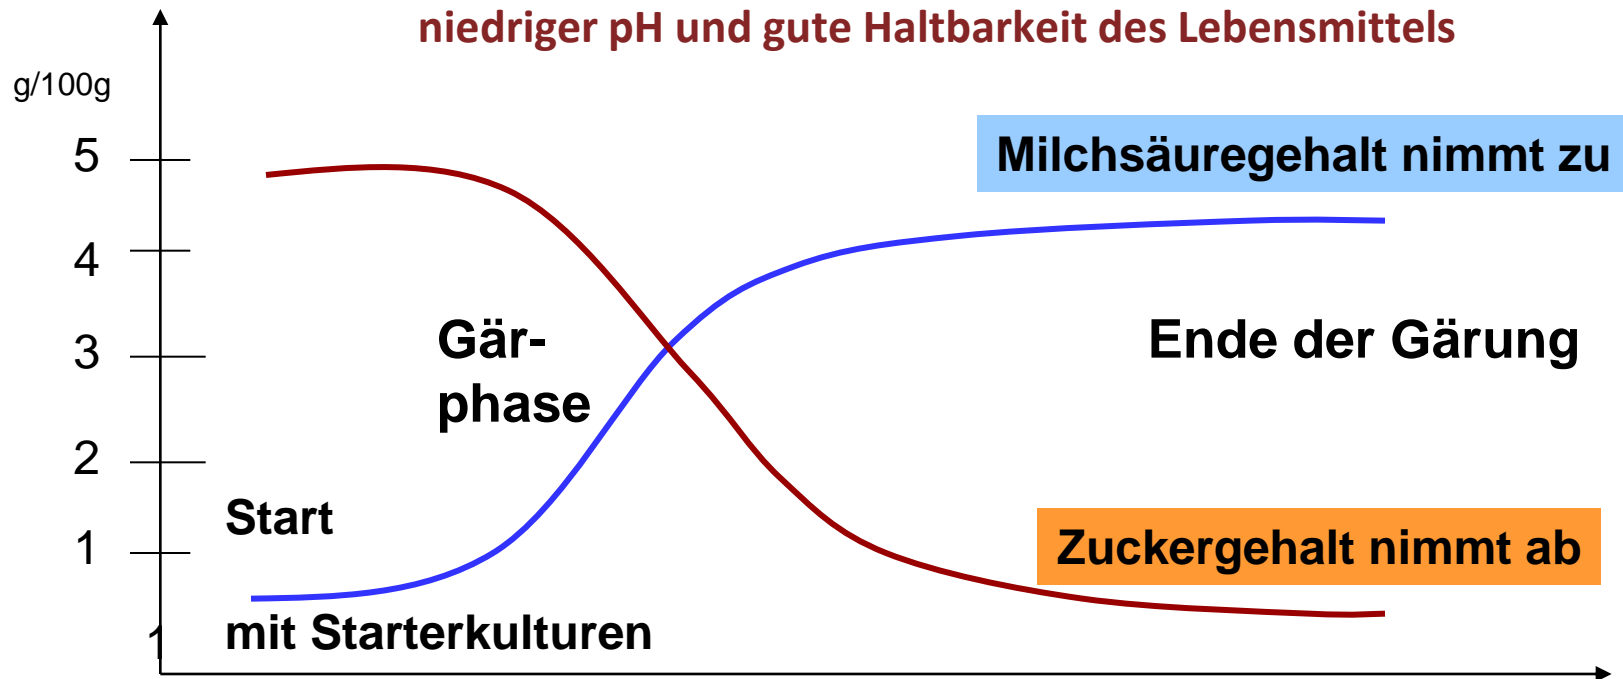 niedriger pH und gute Haltbarkeit des Lebensmittels
g/100g
5
Milchsäuregehalt nimmt zu
4
Gär-
phase
3
Ende der Gärung
2
Start
1
Zuckergehalt nimmt ab
mit Starterkulturen
1